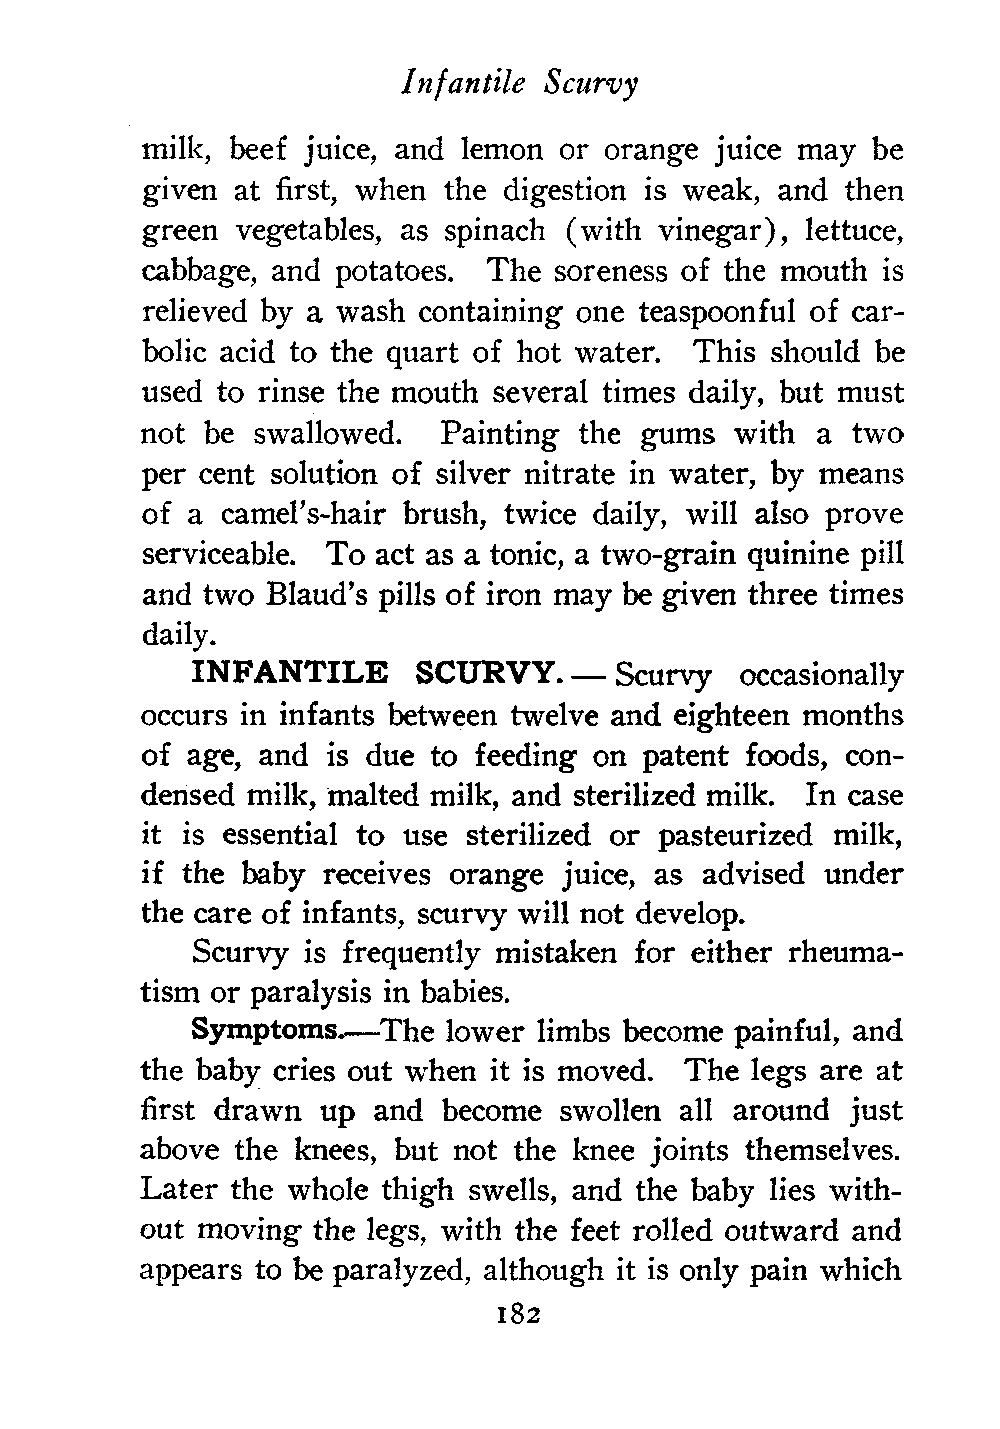 Infantile Scurvy
milk, beef juice, and lemon or orange juice may be
given at first, when the digestion is weak, and then
green vegetables, as spinach (with vinegar), lettuce,
cabbage, and potatoes. The soreness of the mouth is
relieved by a wash containing one teaspoonful of car-
bolic acid to the quart of hot water. This should be
used to rinse the mouth several times daily, but must
not be swallowed. Painting the gums with a two
per cent solution of silver nitrate in water, by means
of a camel's-hair brush, twice daily, will also prove
serviceable. To act as a tonic, a two-grain quinine pill
and two Blaud's pills of iron may be given three times
daily.
INFANTILE SCURVY. — Scurvy occasionally
occurs in infants between twelve and eighteen months
of age, and is due to feeding on patent foods, con-
densed milk, malted milk, and sterilized milk. In case
it is essential to use sterilized or pasteurized milk,
if the baby receives orange juice, as advised under
the care of infants, scurvy will not develop.
Scurvy is frequently mistaken for either rheuma-
tism or paralysis in babies.
Symptoms.—The lower limbs become painful, and
the baby cries out when it is moved. The legs are at
first drawn up and become swollen all around just
above the knees, but not the knee joints themselves.
Later the whole thigh swells, and the baby lies with-
out moving the legs, with the feet rolled outward and
appears to be paralyzed, although it is only pain which
182